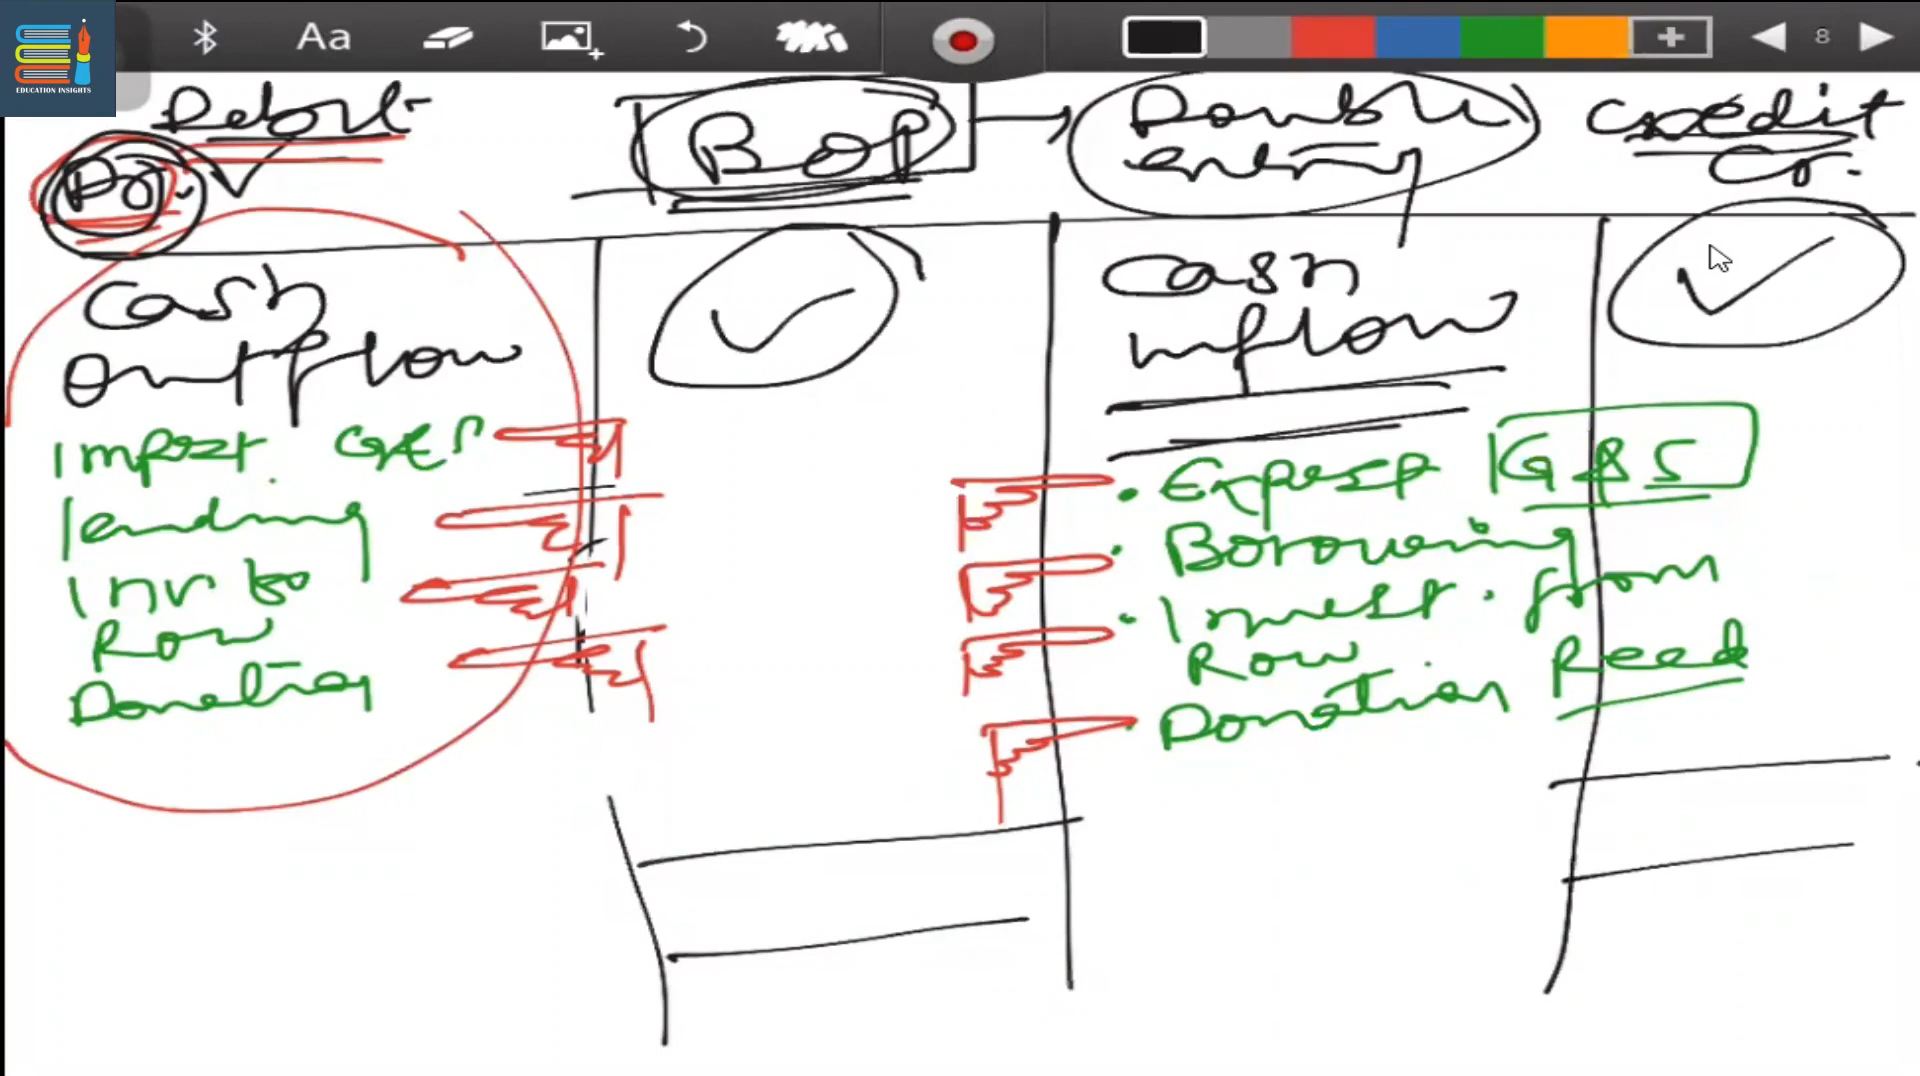 EDUCATION INSIGHTS
Aa
8
Debit
BOP
Double entry
Credit
Cr.
Dr.
Cash outflow
Cash inflow
Import. G & S
Export G & S
lending
Borrowing
Inv to
Invest. from
Row
Row
Donation
Donation Recd